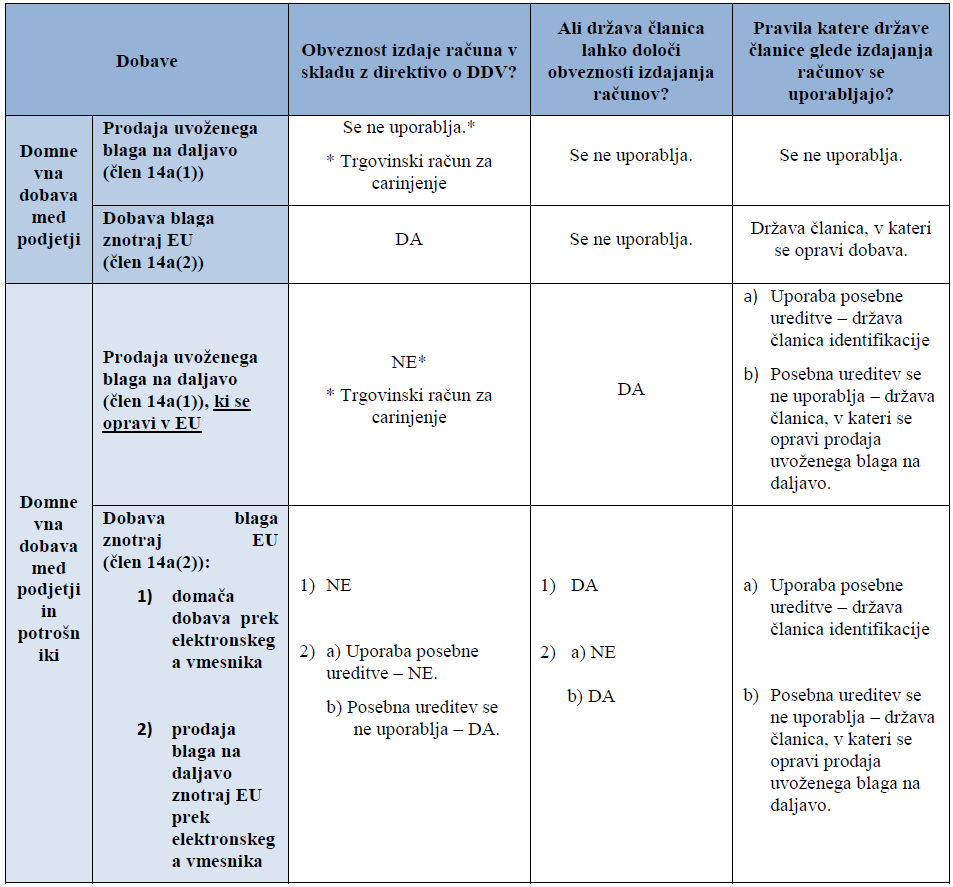 Dobave
Obveznost izdaje računa v
skladu z direktivo o DDV?
Ali država članica
lahko določi
obveznosti izdajanja
računov?
Pravila katere države
članice glede izdajanja
računov se
uporabljajo?
Domne
vna
dobava
med
podjetji
Prodaja uvoženega
blaga na daljavo
(člen 14a(1))
Se ne uporablja.*
* Trgovinski račun za
carinjenje
Se ne uporablja.
Se ne uporablja.
Dobava blaga
znotraj EU
(člen 14a(2))
DA
Se ne uporablja.
Država članica, v kateri
se opravi dobava.
Domne
vna
dobava
med
podjetji
in
potrošn
iki
Prodaja uvoženega
blaga na daljavo
(člen 14a(1)), ki se
opravi v EU
NE*
* Trgovinski račun za
carinjenje
DA
a) Uporaba posebne
ureditve – država
članica identifikacije
b) Posebna ureditev se
ne uporablja – država
članica, v kateri se
opravi prodaja
uvoženega blaga na
daljavo.
Dobava blaga
znotraj EU
(člen 14a(2)):
1) domača
dobava prek
elektronskeg
a vmesnika
2) prodaja
blaga na
daljavo
znotraj EU
prek
elektronskeg
a vmesnika
1) NE
2) a) Uporaba posebne
ureditve – NE.
b) Posebna ureditev se
ne uporablja – DA.
1) DA
2) a) NE
b) DA
a) Uporaba posebne
ureditve – država
članica identifikacije
b) Posebna ureditev se
ne uporablja – država
članica, v kateri se
opravi prodaja
uvoženega blaga na
daljavo.